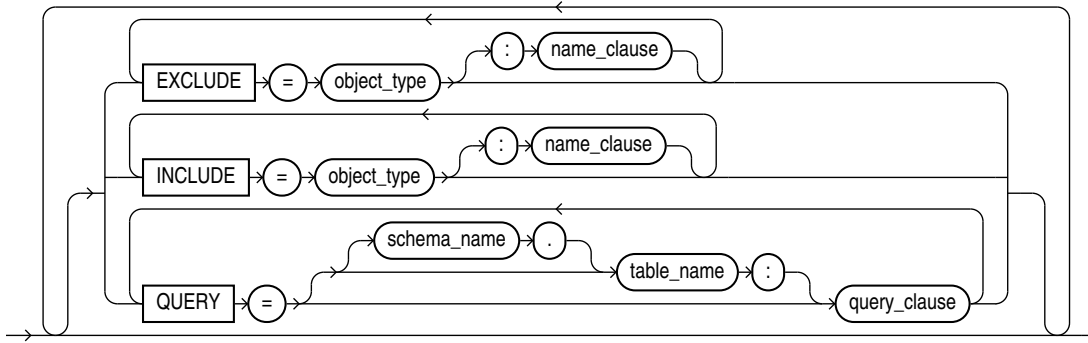 : name_clause
EXCLUDE = object_type
: name_clause
INCLUDE = object_type
schema_name .
table_name :
QUERY = query_clause